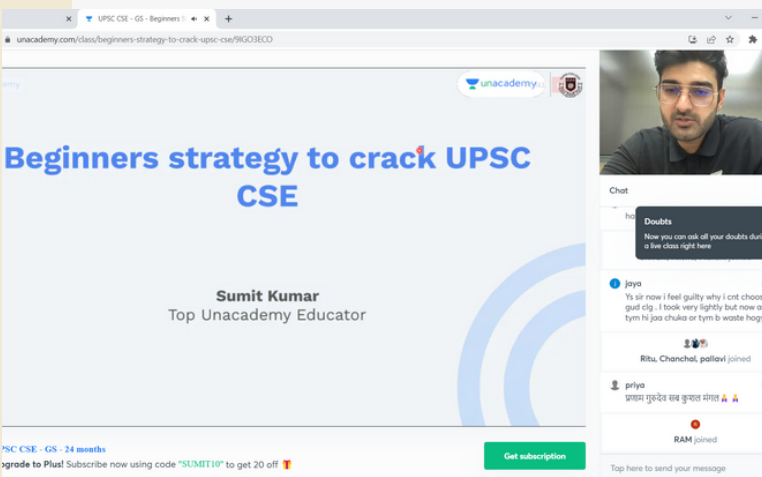 UPSC CSE - GS - Beginners S
unacademy.com/class/beginners-strategy-to-crack-upsc-cse/9IGO3ECO
unacademy
Beginners strategy to crack UPSC
CSE
Sumit Kumar
Top Unacademy Educator
PSC CSE - GS - 24 months
pgrade to Plus! Subscribe now using code "SUMIT10" to get 20 off
Get subscription
Chat
ha
Doubts
Now you can ask all your doubts duri
a live class right here
jaya
Ys sir now i feel guilty why i cnt choos
gud clg . I took very lightly but now a
tym hi jaa chuka or tym b waste hogy
Ritu, Chanchal, pallavi joined
priya
प्रणाम गुरुदेव सब कुशल मंगल
RAM joined
Tap here to send your message